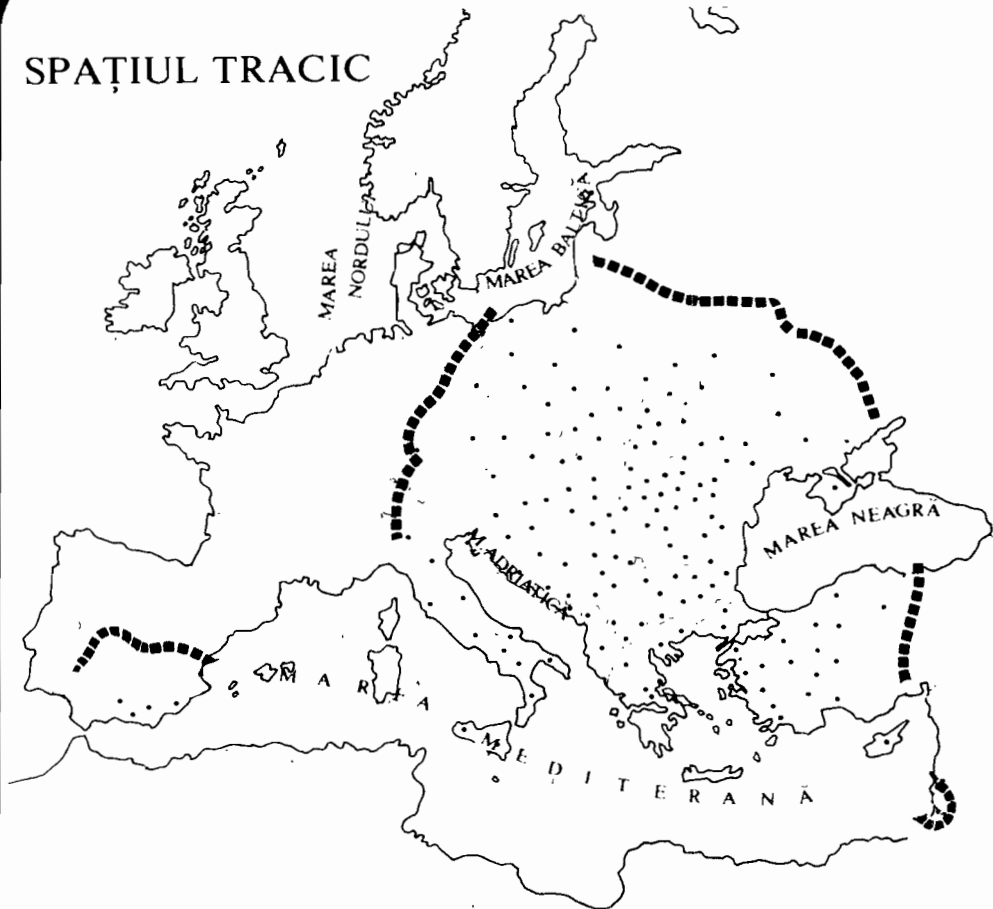 SPAȚIUL TRACIC
MAREA
NORDULUI
MAREA BALTICĂ
MAREA NEAGRĂ
M. ADRIATICĂ
MAREA
MEDITERANĂ